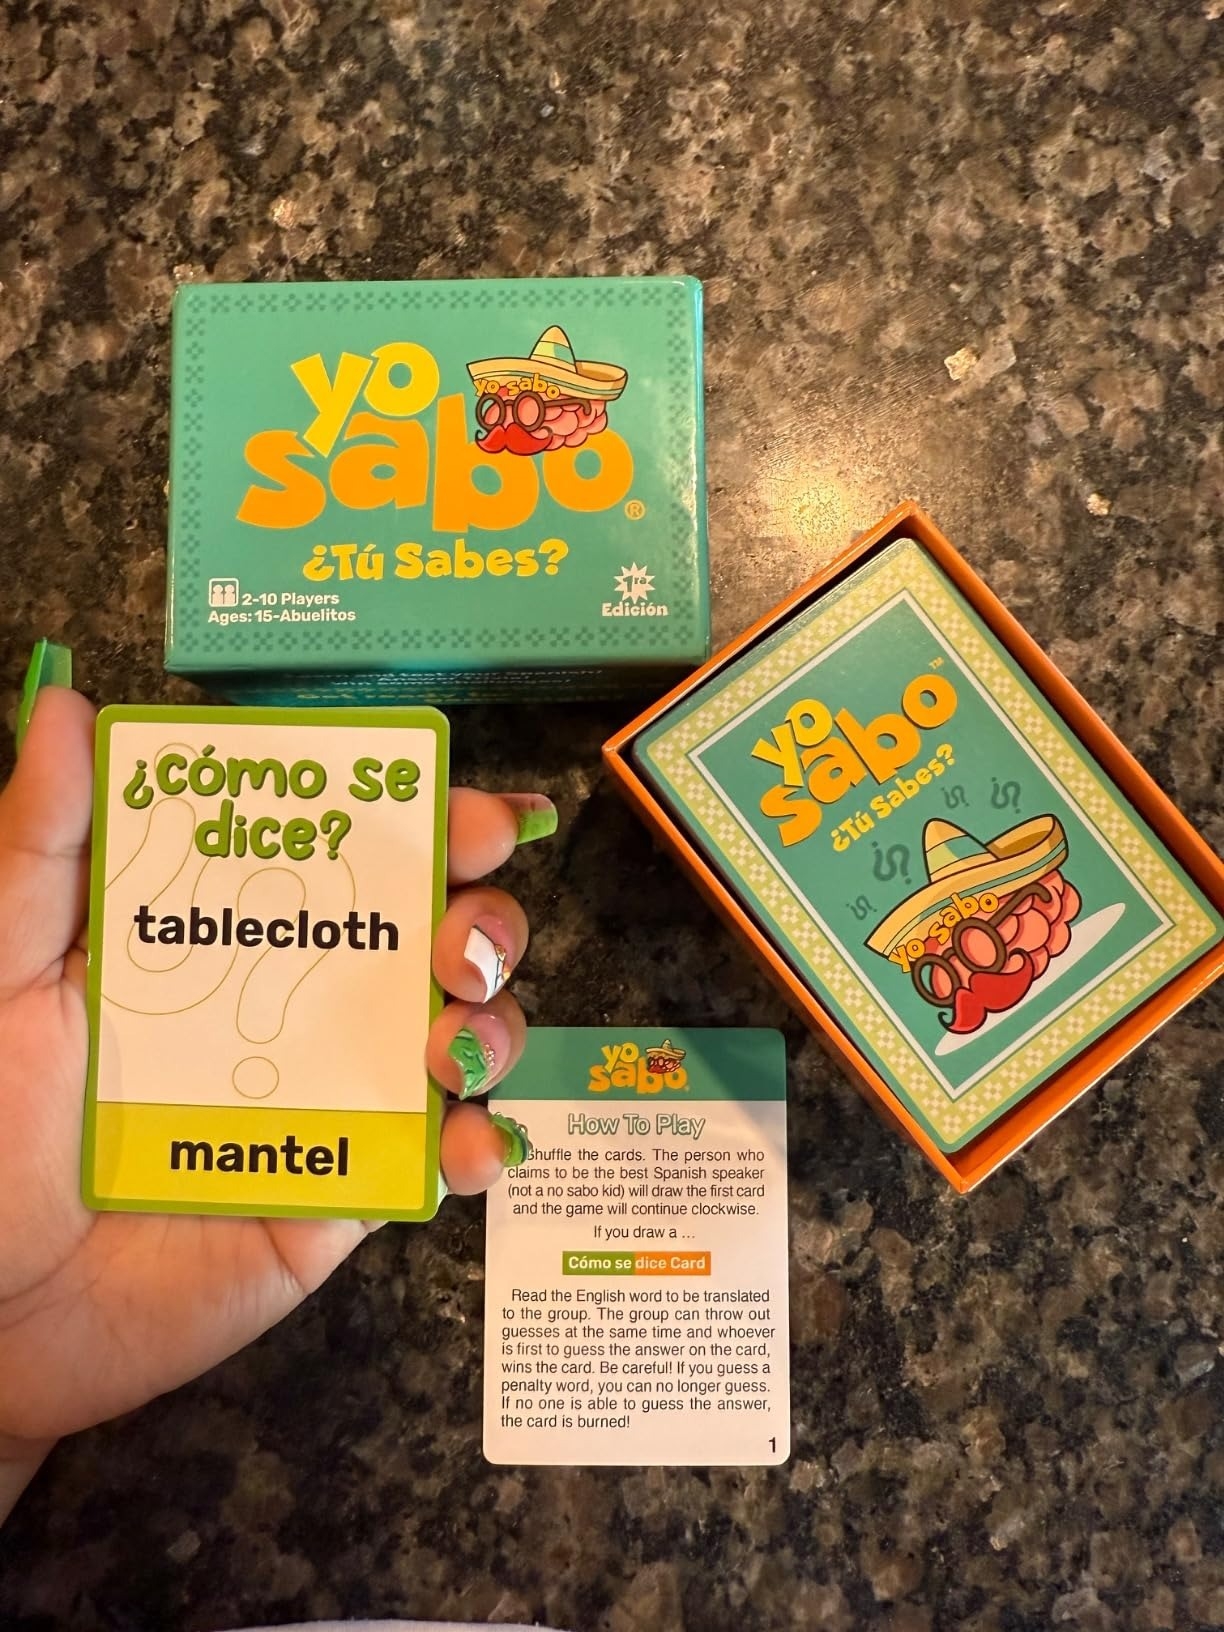 yo
sabo®
yo sabo
¿Tú Sabes?
2-10 Players
Ages: 15-Abuelitos
1ra
Edición
¿cómo se
dice?
tablecloth
mantel
yo
sabo™
¿Tú Sabes?
yo sabo
yo
sabo®
How To Play
Shuffle the cards. The person who
claims to be the best Spanish speaker
(not a no sabo kid) will draw the first card
and the game will continue clockwise.
If you draw a ...
Cómo se dice Card
Read the English word to be translated
to the group. The group can throw out
guesses at the same time and whoever
is first to guess the answer on the card,
wins the card. Be careful! If you guess a
penalty word, you can no longer guess.
If no one is able to guess the answer,
the card is burned!
1